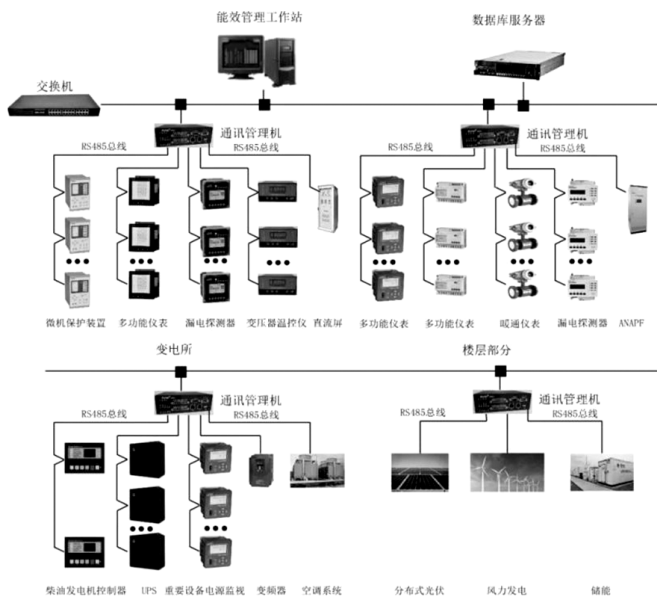 能效管理工作站
数据库服务器
交换机
通讯管理机
通讯管理机
RS485总线
RS485总线
RS485总线
RS485总线
微机保护装置
多功能仪表
漏电探测器
变压器温控仪
直流屏
多功能仪表
多功能仪表
暖通仪表
漏电探测器
ANAPF
变电所
楼层部分
通讯管理机
通讯管理机
RS485总线
RS485总线
RS485总线
RS485总线
柴油发电机控制器
UPS
重要设备电源监视
变频器
空调系统
分布式光伏
风力发电
储能